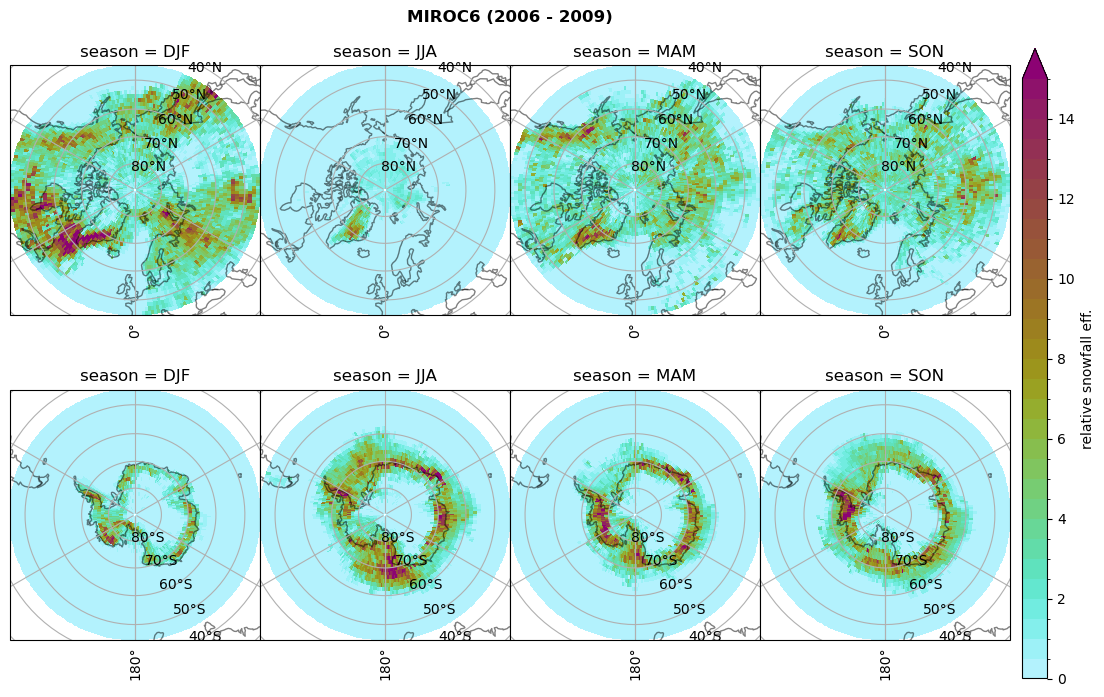 MIROC6 (2006 - 2009)
season = DJF
season = JJA
season = MAM
season = SON
40°N
50°N
60°N
70°N
80°N
0°
40°N
50°N
60°N
70°N
80°N
0°
40°N
50°N
60°N
70°N
80°N
0°
40°N
50°N
60°N
70°N
80°N
0°
season = DJF
season = JJA
season = MAM
season = SON
80°S
70°S
60°S
50°S
40°S
180°
80°S
70°S
60°S
50°S
40°S
180°
80°S
70°S
60°S
50°S
40°S
180°
80°S
70°S
60°S
50°S
40°S
180°
14
12
10
8
6
4
2
0
relative snowfall eff.